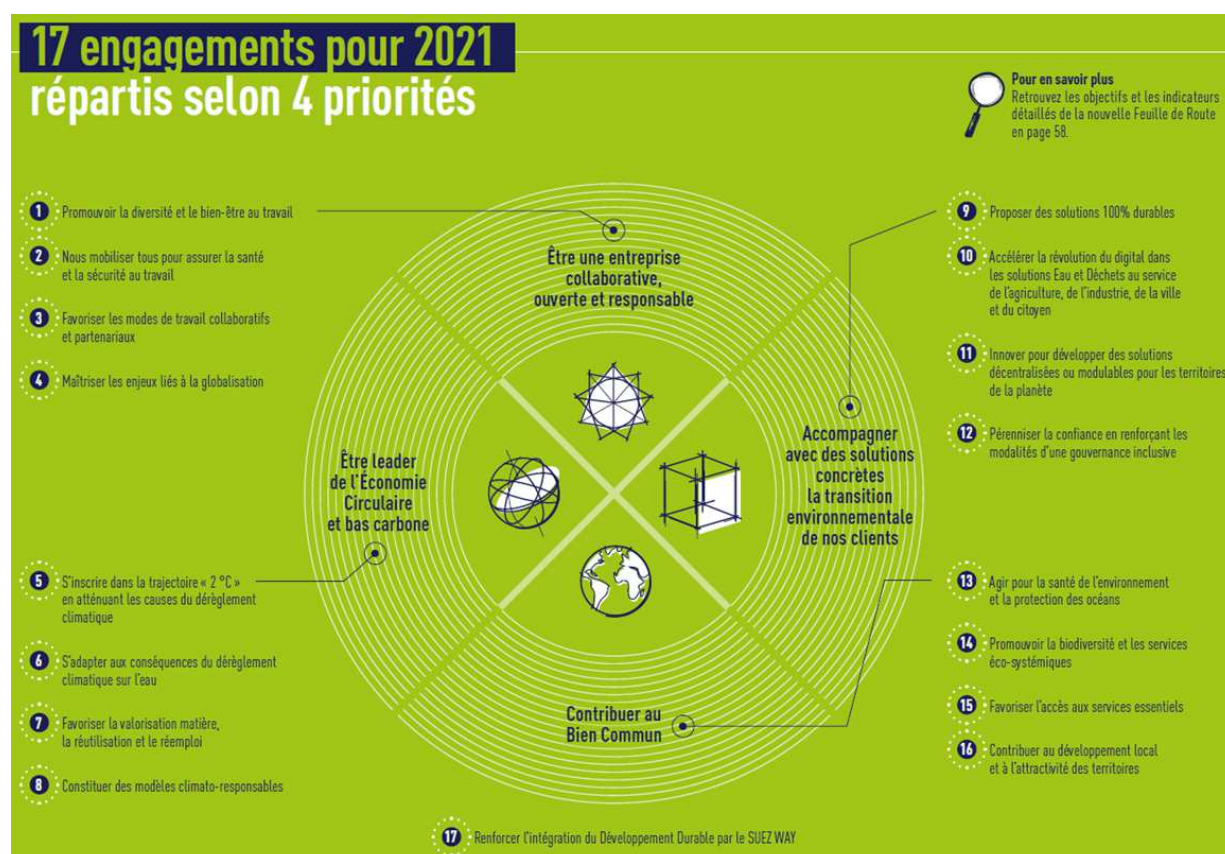 17 engagements pour 2021
répartis selon 4 priorités
Pour en savoir plus
Retrouvez les objectifs et les indicateurs
détaillés de la nouvelle Feuille de Route
en page 58.
1 Promouvoir la diversité et le bien-être au travail
2 Nous mobiliser tous pour assurer la santé
et la sécurité au travail
3 Favoriser les modes de travail collaboratifs
et partenariaux
4 Maîtriser les enjeux liés à la globalisation
Être une entreprise
collaborative,
ouverte et responsable
9 Proposer des solutions 100% durables
10 Accélérer la révolution du digital dans
les solutions Eau et Déchets au service
de l'agriculture, de l'industrie, de la ville
et du citoyen
11 Innover pour développer des solutions
décentralisées ou modulables pour les territoires
de la planète
12 Pérenniser la confiance en renforçant les
modalités d'une gouvernance inclusive
Être leader
de l'Économie
Circulaire
et bas carbone
Accompagner
avec des solutions
concrètes
la transition
environnementale
de nos clients
5 S'inscrire dans la trajectoire « 2 °C »
en atténuant les causes du dérèglement
climatique
6 S'adapter aux conséquences du dérèglement
climatique sur l'eau
7 Favoriser la valorisation matière,
la réutilisation et le réemploi
8 Constituer des modèles climato-responsables
Contribuer au
Bien Commun
13 Agir pour la santé de l'environnement
et la protection des océans
14 Promouvoir la biodiversité et les services
éco-systémiques
15 Favoriser l'accès aux services essentiels
16 Contribuer au développement local
et à l'attractivité des territoires
17 Renforcer l'intégration du Développement Durable par le SUEZ WAY